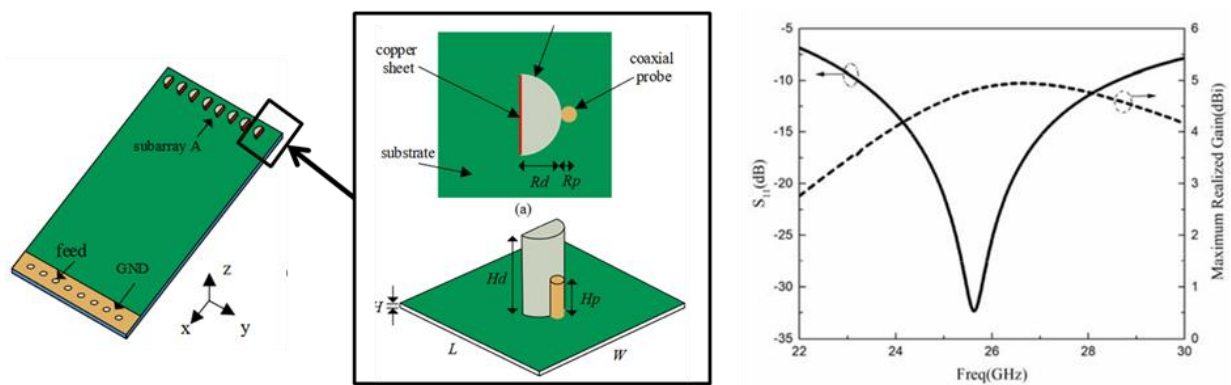 subarray A
feed
GND
z
x
y
copper
sheet
coaxial
probe
substrate
Rd
Rp
(a)
Hd
Hp
H
L
W
-5
-10
-15
-20
-25
-30
-35
S11(dB)
22
24
26
28
30
Freq(GHz)
6
5
4
3
2
1
0
Maximum Realized Gain(dBi)